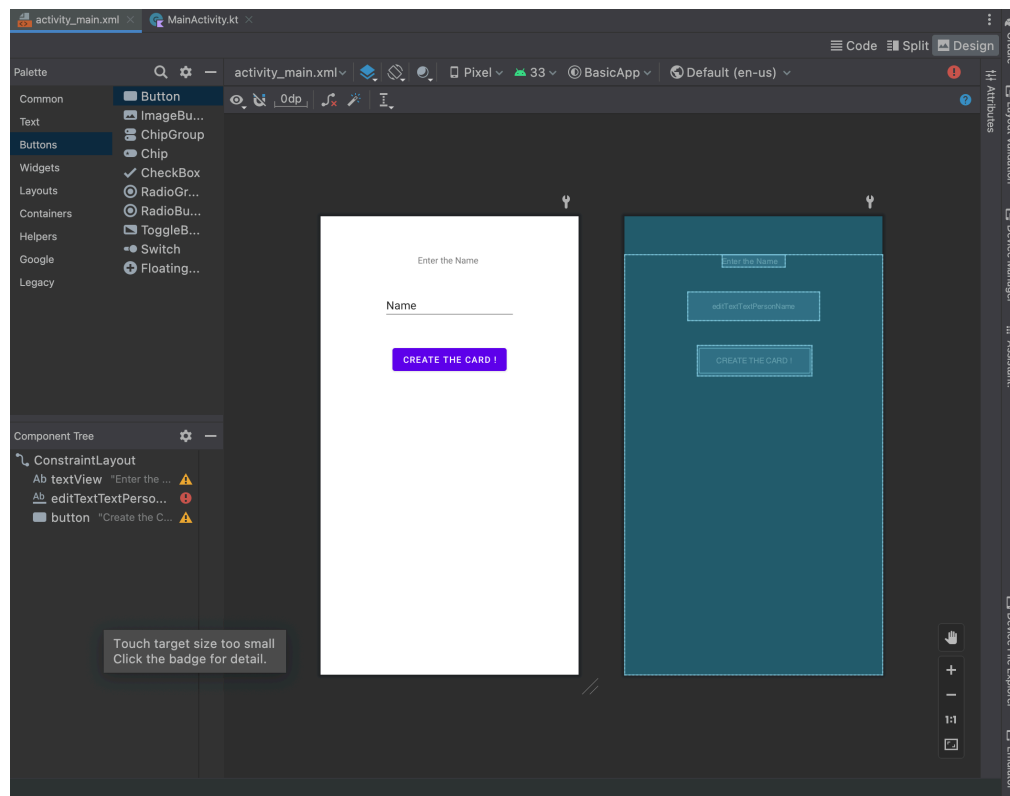 activity_main.xml
MainActivity.kt
Code
Split
Design
Palette
activity_main.xml
Pixel
33
BasicApp
Default (en-us)
0dp
Common
Text
Buttons
Widgets
Layouts
Containers
Helpers
Google
Legacy
Button
ImageBu...
ChipGroup
Chip
CheckBox
RadioGr...
RadioBu...
ToggleB...
Switch
Floating...
Attributes
Enter the Name
Name
CREATE THE CARD !
Enter the Name
editTextTextPersonName
CREATE THE CARD !
Component Tree
ConstraintLayout
Ab textView "Enter the ...
Ab editTextTextPerso... 
button "Create the C...
Touch target size too small
Click the badge for detail.
1:1